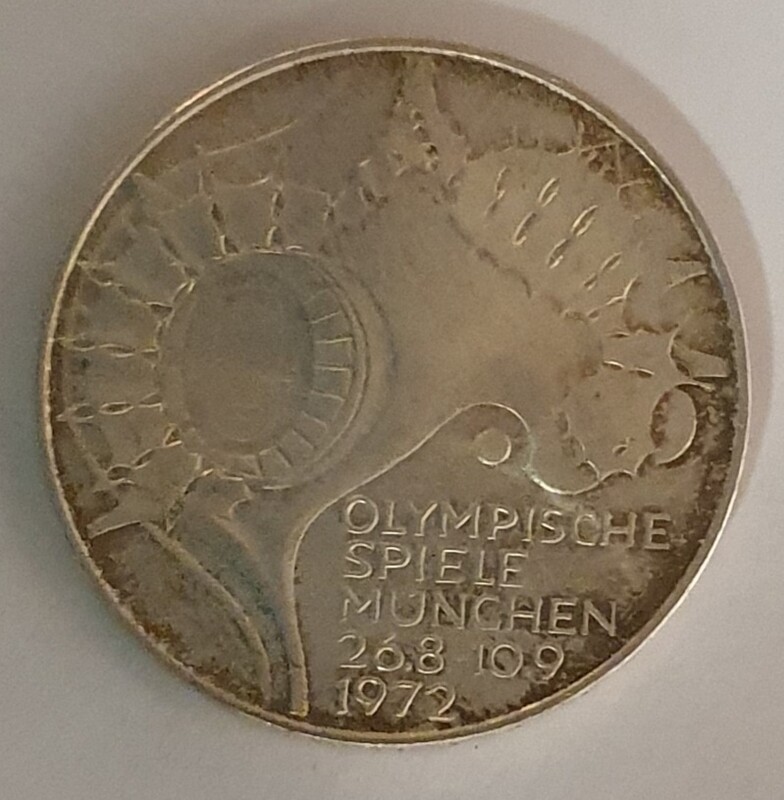 OLYMPISCHE
SPIELE
MÜNCHEN
26.8-10.9
1972